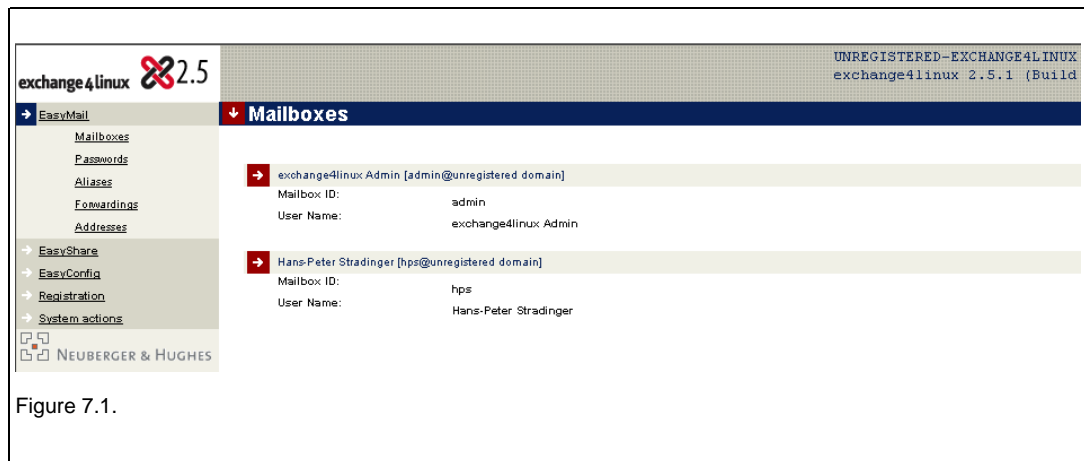 exchange4linux 2.5
UNREGISTERED-EXCHANGE4LINUX
exchange4linux 2.5.1 (Build
EasyMail
Mailboxes
Passwords
Aliases
Forwardings
Addresses
EasyShare
EasyConfig
Registration
System actions
NEUBERGER & HUGHES
Mailboxes
exchange4linux Admin [admin@unregistered domain]
Mailbox ID: admin
User Name: exchange4linux Admin
Hans-Peter Stradinger [hps@unregistered domain]
Mailbox ID: hps
User Name: Hans-Peter Stradinger
Figure 7.1.